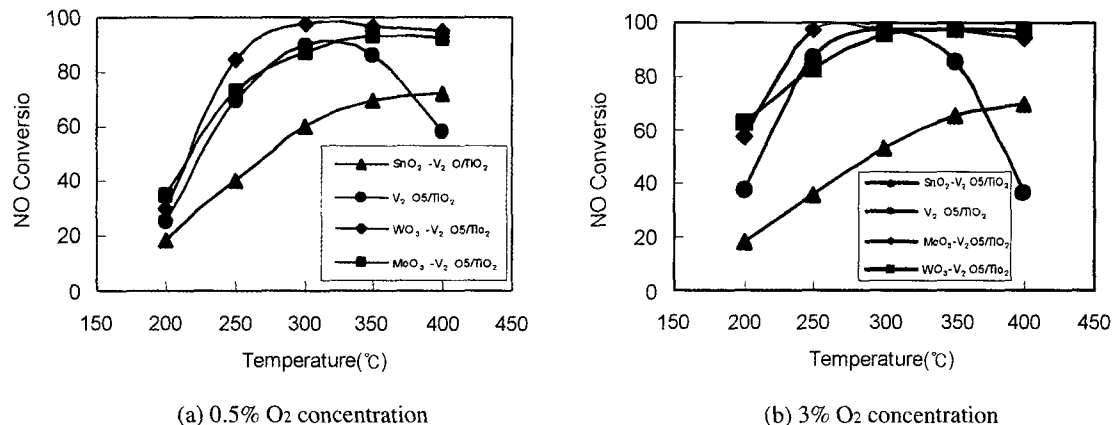 100
80
60
40
20
0
NO Conversio
150 200 250 300 350 400 450
Temperature(℃)
SnO₂ -V₂ O/TiO₂
V₂ O5/TiO₂
WO₃ -V₂ O5/TiO₂
MoO₃ -V₂ O5/TiO₂
(a) 0.5% O₂ concentration
100
80
60
40
20
0
NO Conversio
150 200 250 300 350 400 450
Temperature(℃)
SnO₂-V₂ O5/TiO₂
V₂ O5/TiO₂
MoO₃-V₂ O5/TiO₂
WO₃-V₂ O5/TiO₂
(b) 3% O₂ concentration